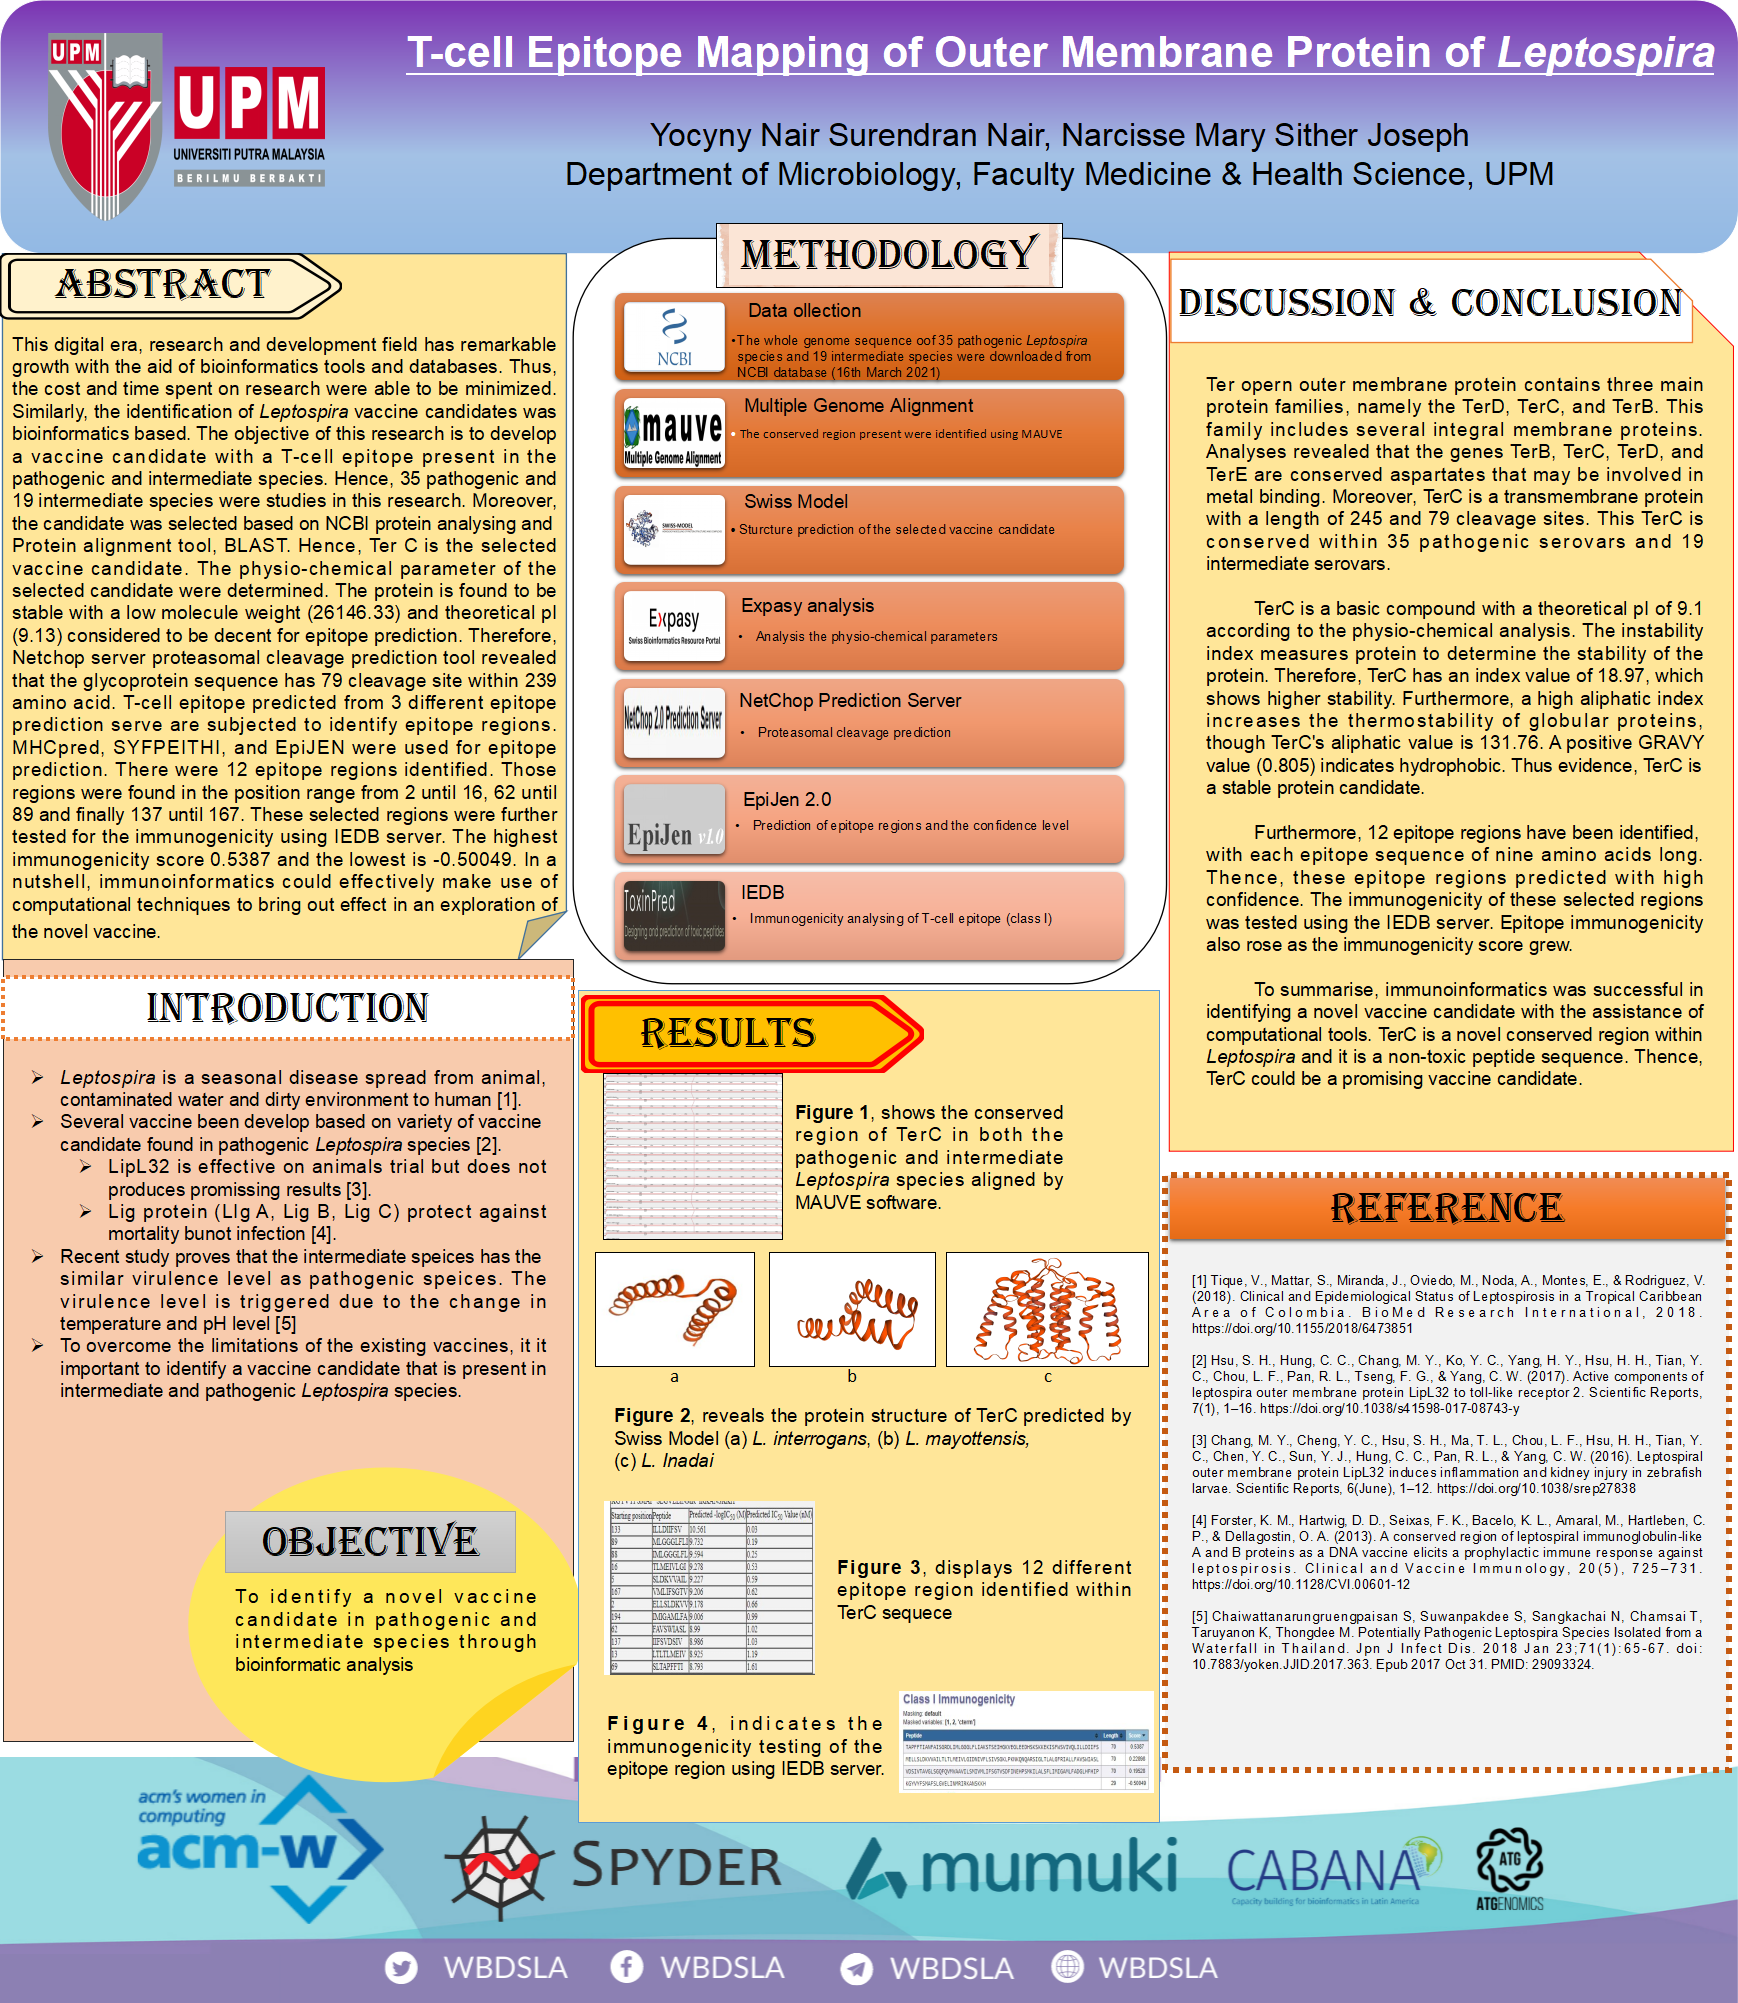 UPM
UPM
UNIVERSITI PUTRA MALAYSIA
BERILMU BERBAKTI
T-cell Epitope Mapping of Outer Membrane Protein of Leptospira
Yocyny Nair Surendran Nair, Narcisse Mary Sither Joseph
Department of Microbiology, Faculty Medicine & Health Science, UPM
ABSTRACT
This digital era, research and development field has remarkable
growth with the aid of bioinformatics tools and databases. Thus,
the cost and time spent on research were able to be minimized.
Similarly, the identification of Leptospira vaccine candidates was
bioinformatics based. The objective of this research is to develop
a vaccine candidate with a T-cell epitope present in the
pathogenic and intermediate species. Hence, 35 pathogenic and
19 intermediate species were studies in this research. Moreover,
the candidate was selected based on NCBI protein analysing and
Protein alignment tool, BLAST. Hence, Ter C is the selected
vaccine candidate. The physio-chemical parameter of the
selected candidate were determined. The protein is found to be
stable with a low molecule weight (26146.33) and theoretical pI
(9.13) considered to be decent for epitope prediction. Therefore,
Netchop server proteasomal cleavage prediction tool revealed
that the glycoprotein sequence has 79 cleavage site within 239
amino acid. T-cell epitope predicted from 3 different epitope
prediction serve are subjected to identify epitope regions.
MHCpred, SYFPEITHI, and EpiJEN were used for epitope
prediction. There were 12 epitope regions identified. Those
regions were found in the position range from 2 until 16, 62 until
89 and finally 137 until 167. These selected regions were further
tested for the immunogenicity using IEDB server. The highest
immunogenicity score 0.5387 and the lowest is -0.50049. In a
nutshell, immunoinformatics could effectively make use of
computational techniques to bring out effect in an exploration of
the novel vaccine.
INTRODUCTION
➢ Leptospira is a seasonal disease spread from animal,
contaminated water and dirty environment to human [1].
➢ Several vaccine been develop based on variety of vaccine
candidate found in pathogenic Leptospira species [2].
➢ LipL32 is effective on animals trial but does not
produces promissing results [3].
➢ Lig protein (LIg A, Lig B, Lig C) protect against
mortality bunot infection [4].
➢ Recent study proves that the intermediate speices has the
similar virulence level as pathogenic speices. The
virulence level is triggered due to the change in
temperature and pH level [5]
➢ To overcome the limitations of the existing vaccines, it it
important to identify a vaccine candidate that is present in
intermediate and pathogenic Leptospira species.
OBJECTIVE
To identify a novel vaccine
candidate in pathogenic and
intermediate species through
bioinformatic analysis
METHODOLOGY
NCBI
Data ollection
•The whole genome sequence oof 35 pathogenic Leptospira
species and 19 intermediate species were downloaded from
NCBI database (16th March 2021)
mauve
Multiple Genome Alignment
Multiple Genome Alignment
• The conserved region present were identified using MAUVE
SWISS-MODEL
Swiss Model
• Sturcture prediction of the selected vaccine candidate
Expasy
Swiss Bioinformatics Resource Portal
Expasy analysis
• Analysis the physio-chemical parameters
NetChop 2.0 Prediction Server
NetChop Prediction Server
• Proteasomal cleavage prediction
EpiJen v1.0
EpiJen 2.0
• Prediction of epitope regions and the confidence level
ToxinPred
Designing and prediction of toxic peptides
IEDB
• Immunogenicity analysing of T-cell epitope (class I)
RESULTS
Figure 1, shows the conserved
region of TerC in both the
pathogenic and intermediate
Leptospira species aligned by
MAUVE software.
a
b
c
Figure 2, reveals the protein structure of TerC predicted by
Swiss Model (a) L. interrogans, (b) L. mayottensis,
(c) L. Inadai
Starting position Peptide Predicted -logIC50 (M) Predicted IC50 Value (nM)
133 ILLDIIFSV 10.561 0.03
89 MLGGGLFLI 9.732 0.19
88 IMLGGGLFL 9.594 0.25
16 TLMEIVLGI 9.278 0.53
5 SLDKVVAIL 9.227 0.59
167 VMLIFSGTV 9.206 0.62
2 ELLSLDKVV 9.178 0.66
194 IMIGAMLFA 9.006 0.99
62 FAVSWIASL 8.99 1.02
137 IIFSVDSIV 8.986 1.03
13 LTLTLMEIV 8.925 1.19
69 SLTAPFFTI 8.793 1.61
Figure 3, displays 12 different
epitope region identified within
TerC sequece
Figure 4, indicates the
immunogenicity testing of the
epitope region using IEDB server.
Class I Immunogenicity
Masking: default
Masked variables: [1, 2, 'cterm']
Peptide Length Score
70 0.5387
70 0.22898
70 0.19528
29 -0.50049
DISCUSSION & CONCLUSION
Ter opern outer membrane protein contains three main
protein families, namely the TerD, TerC, and TerB. This
family includes several integral membrane proteins.
Analyses revealed that the genes TerB, TerC, TerD, and
TerE are conserved aspartates that may be involved in
metal binding. Moreover, TerC is a transmembrane protein
with a length of 245 and 79 cleavage sites. This TerC is
conserved within 35 pathogenic serovars and 19
intermediate serovars.
TerC is a basic compound with a theoretical pI of 9.1
according to the physio-chemical analysis. The instability
index measures protein to determine the stability of the
protein. Therefore, TerC has an index value of 18.97, which
shows higher stability. Furthermore, a high aliphatic index
increases the thermostability of globular proteins,
though TerC's aliphatic value is 131.76. A positive GRAVY
value (0.805) indicates hydrophobic. Thus evidence, TerC is
a stable protein candidate.
Furthermore, 12 epitope regions have been identified,
with each epitope sequence of nine amino acids long.
Thence, these epitope regions predicted with high
confidence. The immunogenicity of these selected regions
was tested using the IEDB server. Epitope immunogenicity
also rose as the immunogenicity score grew.
To summarise, immunoinformatics was successful in
identifying a novel vaccine candidate with the assistance of
computational tools. TerC is a novel conserved region within
Leptospira and it is a non-toxic peptide sequence. Thence,
TerC could be a promising vaccine candidate.
REFERENCE
[1] Tique, V., Mattar, S., Miranda, J., Oviedo, M., Noda, A., Montes, E., & Rodriguez, V.
(2018). Clinical and Epidemiological Status of Leptospirosis in a Tropical Caribbean
Area of Colombia. BioMed Research International, 2018.
https://doi.org/10.1155/2018/6473851
[2] Hsu, S. H., Hung, C. C., Chang, M. Y., Ko, Y. C., Yang, H. Y., Hsu, H. H., Tian, Y.
C., Chou, L. F., Pan, R. L., Tseng, F. G., & Yang, C. W. (2017). Active components of
leptospira outer membrane protein LipL32 to toll-like receptor 2. Scientific Reports,
7(1), 1–16. https://doi.org/10.1038/s41598-017-08743-y
[3] Chang, M. Y., Cheng, Y. C., Hsu, S. H., Ma, T. L., Chou, L. F., Hsu, H. H., Tian, Y.
C., Chen, Y. C., Sun, Y. J., Hung, C. C., Pan, R. L., & Yang, C. W. (2016). Leptospiral
outer membrane protein LipL32 induces inflammation and kidney injury in zebrafish
larvae. Scientific Reports, 6(June), 1–12. https://doi.org/10.1038/srep27838
[4] Forster, K. M., Hartwig, D. D., Seixas, F. K., Bacelo, K. L., Amaral, M., Hartleben, C.
P., & Dellagostin, O. A. (2013). A conserved region of leptospiral immunoglobulin-like
A and B proteins as a DNA vaccine elicits a prophylactic immune response against
leptospirosis. Clinical and Vaccine Immunology, 20(5), 725–731.
https://doi.org/10.1128/CVI.00601-12
[5] Chaiwattanarungruengpaisan S, Suwanpakdee S, Sangkachai N, Chamsai T,
Taruyanon K, Thongdee M. Potentially Pathogenic Leptospira Species Isolated from a
Waterfall in Thailand. Jpn J Infect Dis. 2018 Jan 23;71(1):65-67. doi:
10.7883/yoken.JJID.2017.363. Epub 2017 Oct 31. PMID: 29093324.
acm's women in
computing
acm-w
SPYDER
mumuki
CABANA
Capacity building for bioinformatics in Latin America
ATG
ATGENOMICS
WBDSLA
WBDSLA
WBDSLA
WBDSLA